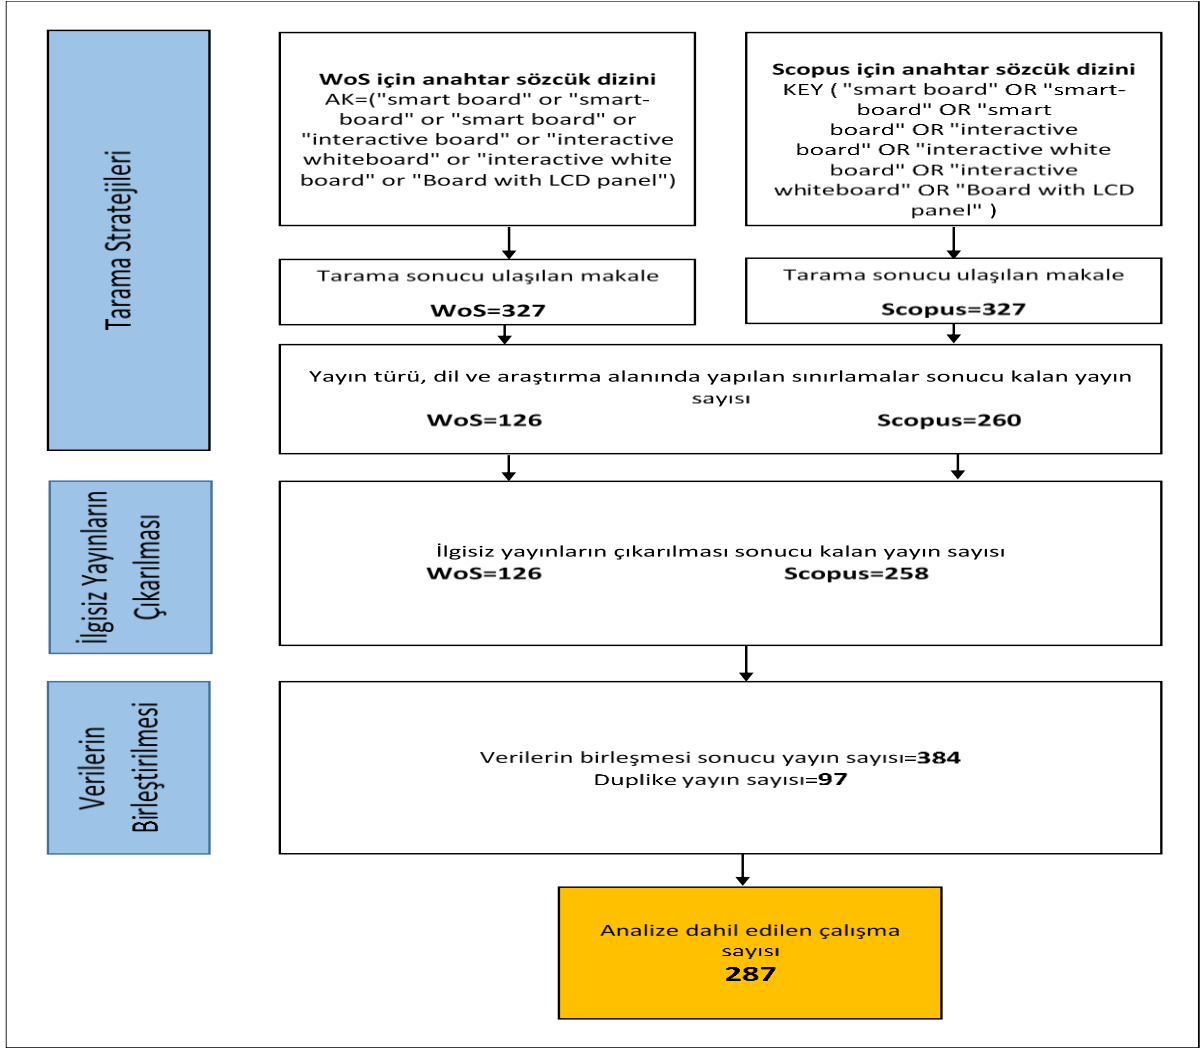 Tarama Stratejileri
WoS için anahtar sözcük dizini
AK=("smart board" or "smart-
board" or "smart board" or
"interactive board" or "interactive
whiteboard" or "interactive white
board" or "Board with LCD panel")
Scopus için anahtar sözcük dizini
KEY ( "smart board" OR "smart-
board" OR "smart
board" OR "interactive
board" OR "interactive white
board" OR "interactive
whiteboard" OR "Board with LCD
panel" )
Tarama sonucu ulaşılan makale
WoS=327
Tarama sonucu ulaşılan makale
Scopus=327
Yayın türü, dil ve araştırma alanında yapılan sınırlamalar sonucu kalan yayın
sayısı
WoS=126 Scopus=260
İlgisiz Yayınların
Çıkarılması
İlgisiz yayınların çıkarılması sonucu kalan yayın sayısı
WoS=126 Scopus=258
Verilerin
Birleştirilmesi
Verilerin birleşmesi sonucu yayın sayısı=384
Duplike yayın sayısı=97
Analize dahil edilen çalışma
sayısı
287